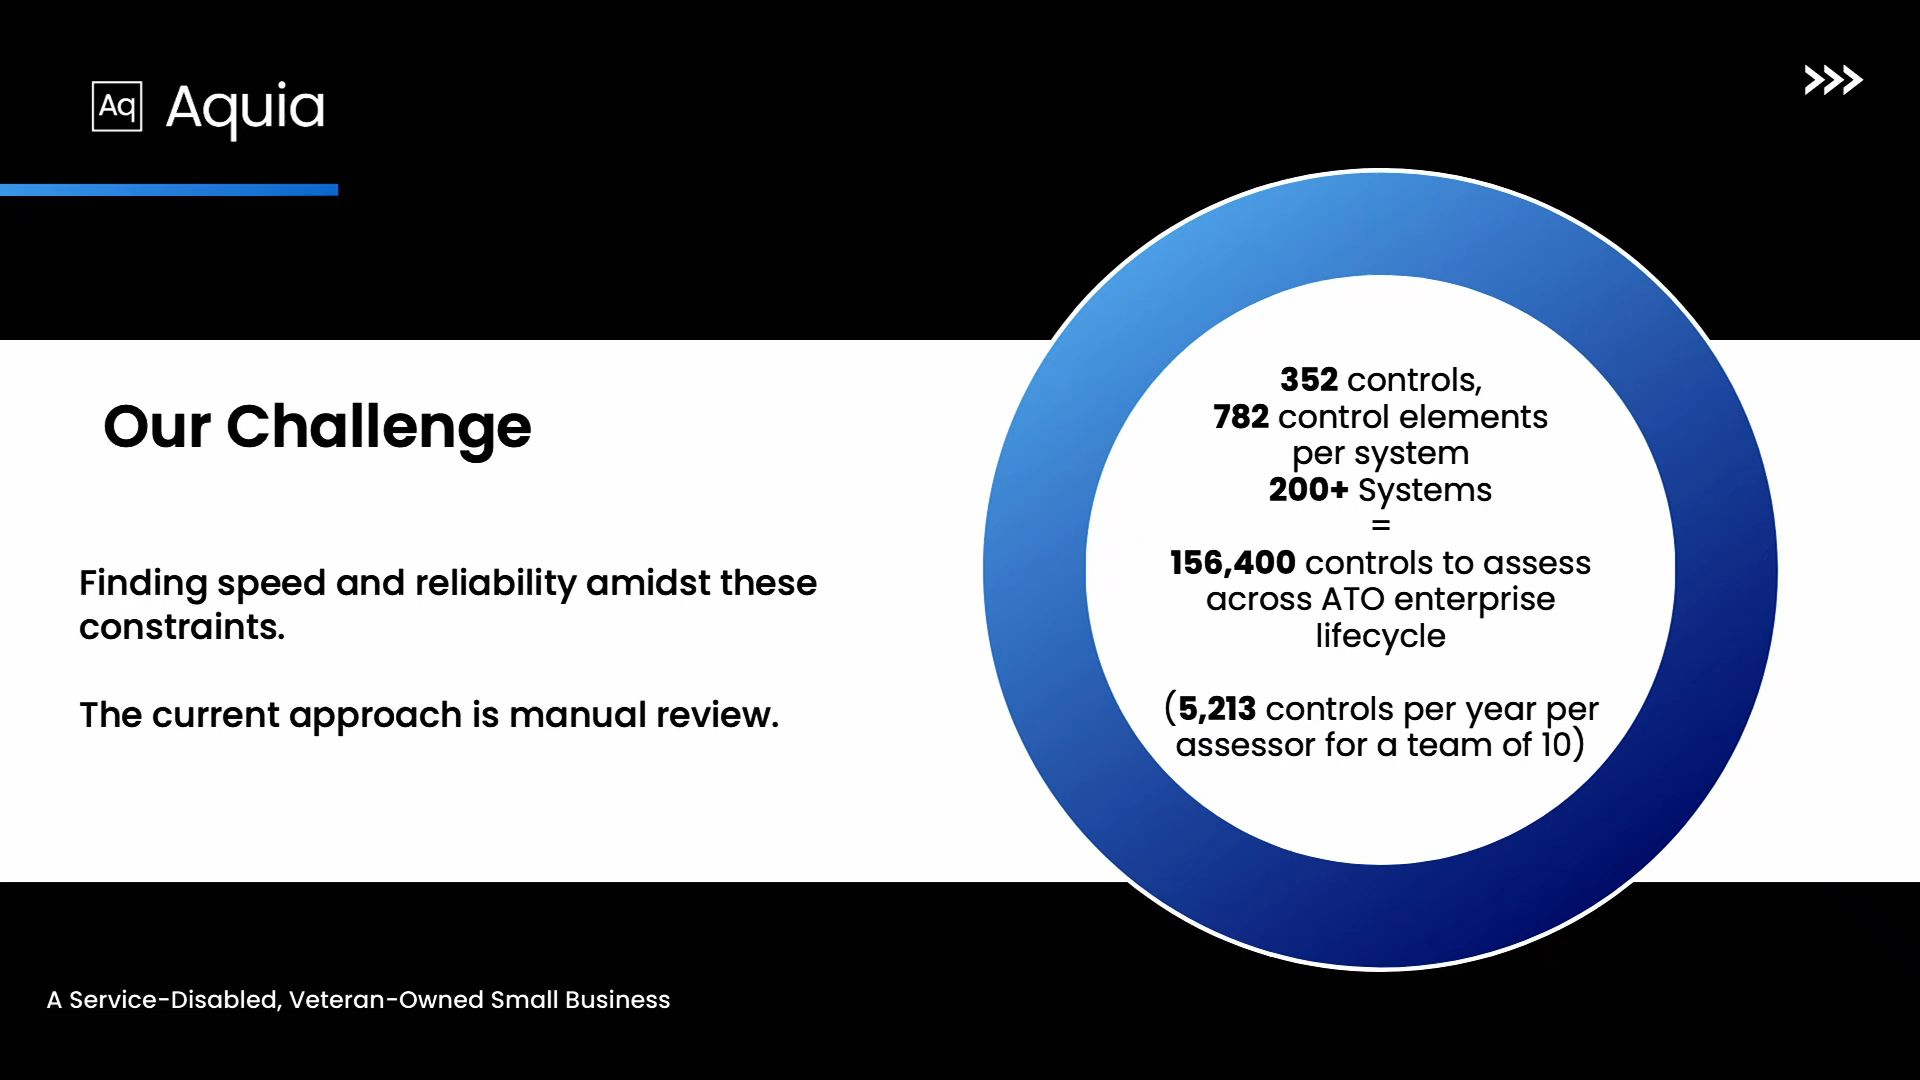 Aq Aquia
Our Challenge
Finding speed and reliability amidst these
constraints.
The current approach is manual review.
352 controls,
782 control elements
per system
200+ Systems
=
156,400 controls to assess
across ATO enterprise
lifecycle
(5,213 controls per year per
assessor for a team of 10)
A Service-Disabled, Veteran-Owned Small Business